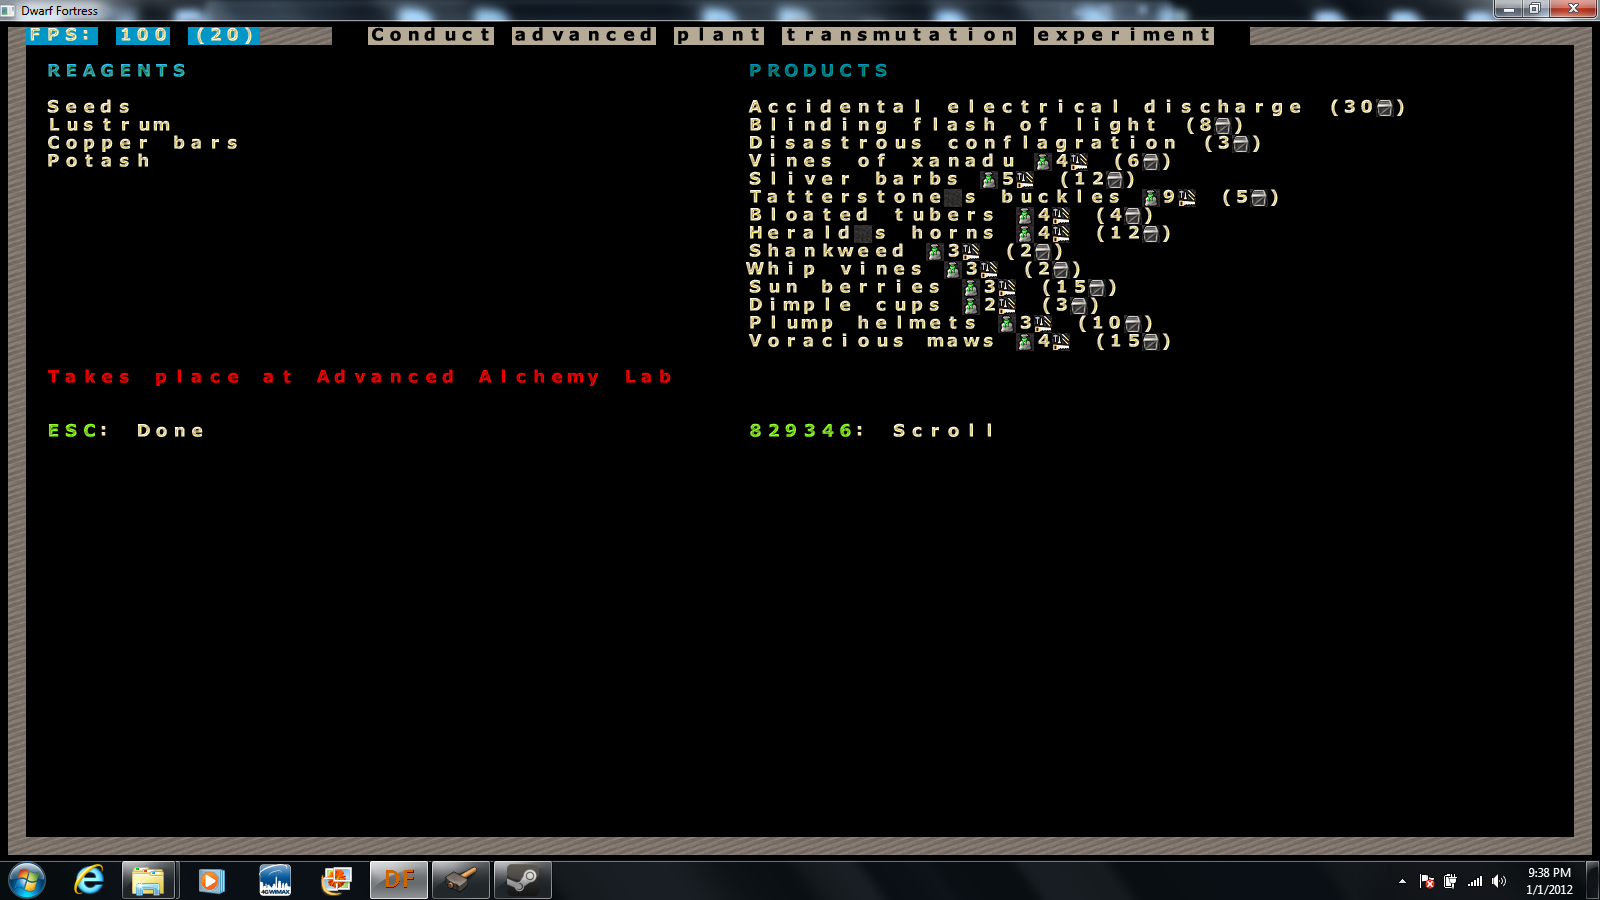 Dwarf Fortress
FPS: 100 (20) Conduct advanced plant transmutation experiment
REAGENTS
Seeds
Lustrum
Copper bars
Potash
PRODUCTS
Accidental electrical discharge (30)
Blinding flash of light (8)
Disastrous conflagration (3)
Vines of xanadu 4 (6)
Sliver barbs 5 (12)
Tatterstone s buckles 9 (5)
Bloated tubers 4 (4)
Herald s horns 4 (12)
Shankweed 3 (2)
Whip vines 3 (2)
Sun berries 3 (15)
Dimple cups 2 (3)
Plump helmets 3 (10)
Voracious maws 4 (15)
Takes place at Advanced Alchemy Lab
ESC: Done
829346: Scroll
4GWIMAX
DF
9:38 PM
1/1/2012